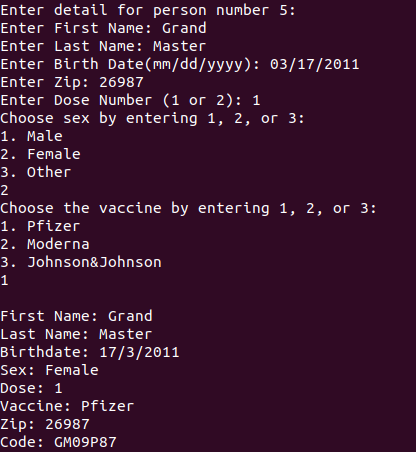 Enter detail for person number 5:
Enter First Name: Grand
Enter Last Name: Master
Enter Birth Date(mm/dd/yyyy): 03/17/2011
Enter Zip: 26987
Enter Dose Number (1 or 2): 1
Choose sex by entering 1, 2, or 3:
1. Male
2. Female
3. Other
2
Choose the vaccine by entering 1, 2, or 3:
1. Pfizer
2. Moderna
3. Johnson&Johnson
1
First Name: Grand
Last Name: Master
Birthdate: 17/3/2011
Sex: Female
Dose: 1
Vaccine: Pfizer
Zip: 26987
Code: GM09P87